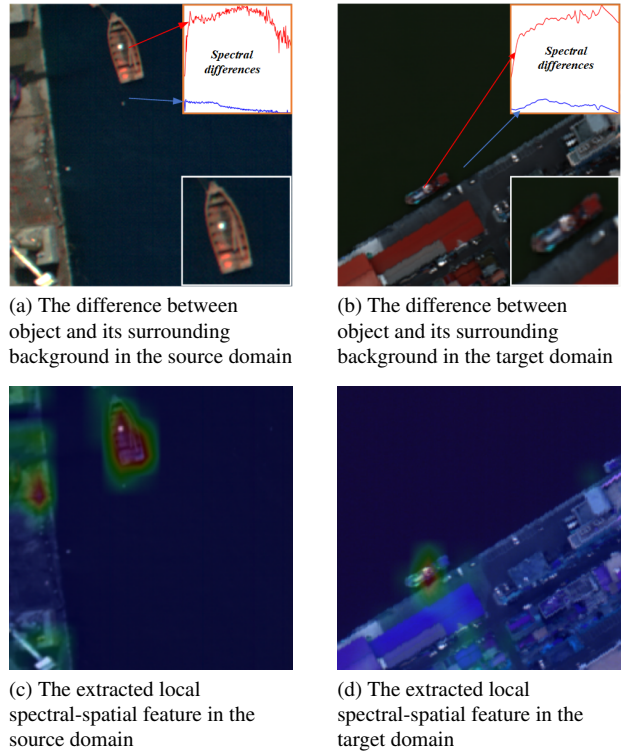 Spectral
differences
Spectral
differences
(a) The difference between
object and its surrounding
background in the source domain
(b) The difference between
object and its surrounding
background in the target domain
(c) The extracted local
spectral-spatial feature in the
source domain
(d) The extracted local
spectral-spatial feature in the
target domain